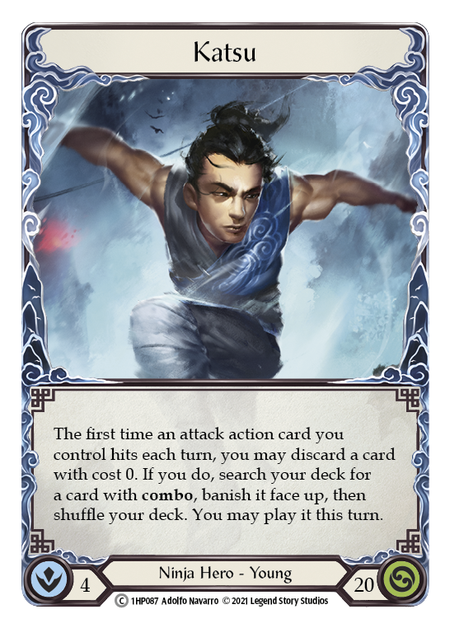 Katsu
The first time an attack action card you
control hits each turn, you may discard a card
with cost 0. If you do, search your deck for
a card with combo, banish it face up, then
shuffle your deck. You may play it this turn.
Ninja Hero - Young
4
20
C 1HP087 Adolfo Navarro © 2021 Legend Story Studios